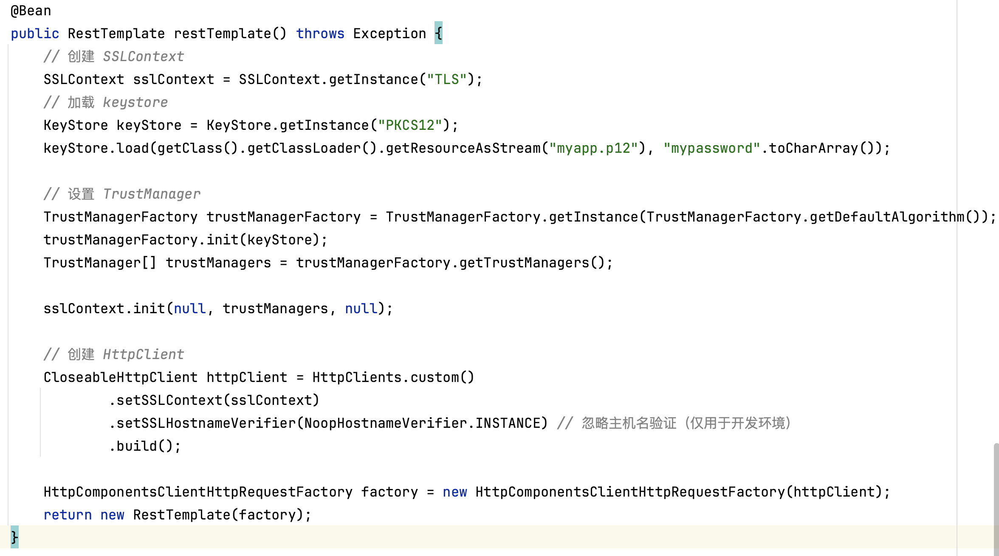 @Bean
public RestTemplate restTemplate() throws Exception {
// 创建 SSLContext
SSLContext sslContext = SSLContext.getInstance("TLS");
// 加载 keystore
KeyStore keyStore = KeyStore.getInstance("PKCS12");
keyStore.load(getClass().getClassLoader().getResourceAsStream("myapp.p12"), "mypassword".toCharArray());
// 设置 TrustManager
TrustManagerFactory trustManagerFactory = TrustManagerFactory.getInstance(TrustManagerFactory.getDefaultAlgorithm());
trustManagerFactory.init(keyStore);
TrustManager[] trustManagers = trustManagerFactory.getTrustManagers();
sslContext.init(null, trustManagers, null);
// 创建 HttpClient
CloseableHttpClient httpClient = HttpClients.custom()
.setSSLContext(sslContext)
.setSSLHostnameVerifier(NoopHostnameVerifier.INSTANCE) // 忽略主机名验证（仅用于开发环境）
.build();
HttpComponentsClientHttpRequestFactory factory = new HttpComponentsClientHttpRequestFactory(httpClient);
return new RestTemplate(factory);
}